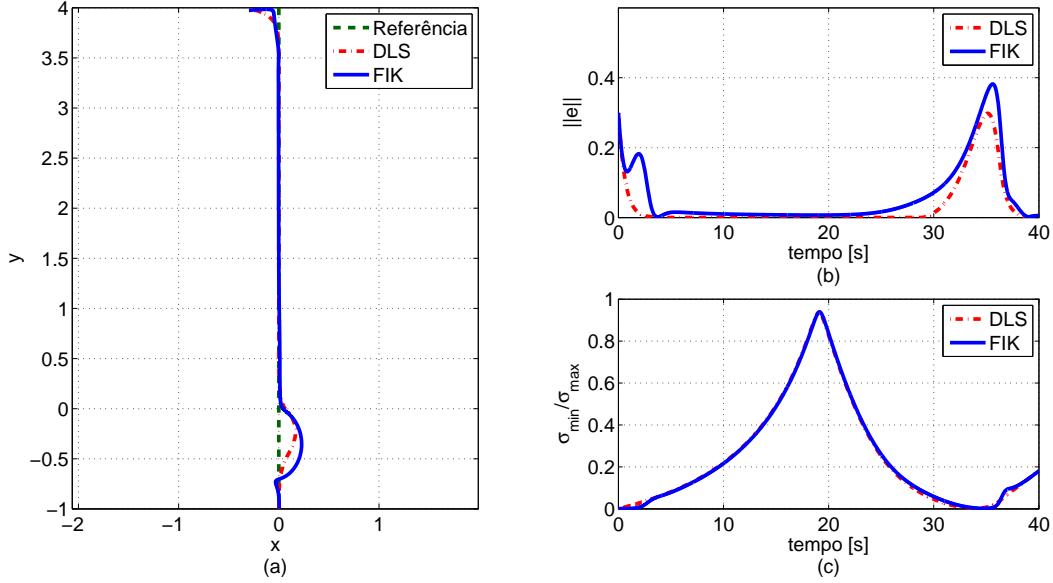 4
3.5
3
2.5
2
1.5
1
0.5
0
−0.5
−1
−2
−1
0
1
y
x
(a)
Referência
DLS
FIK
0.4
0.2
0
0
10
20
30
40
||e||
tempo [s]
(b)
DLS
FIK
1
0.8
0.6
0.4
0.2
0
0
10
20
30
40
σmin/σmax
tempo [s]
(c)
DLS
FIK